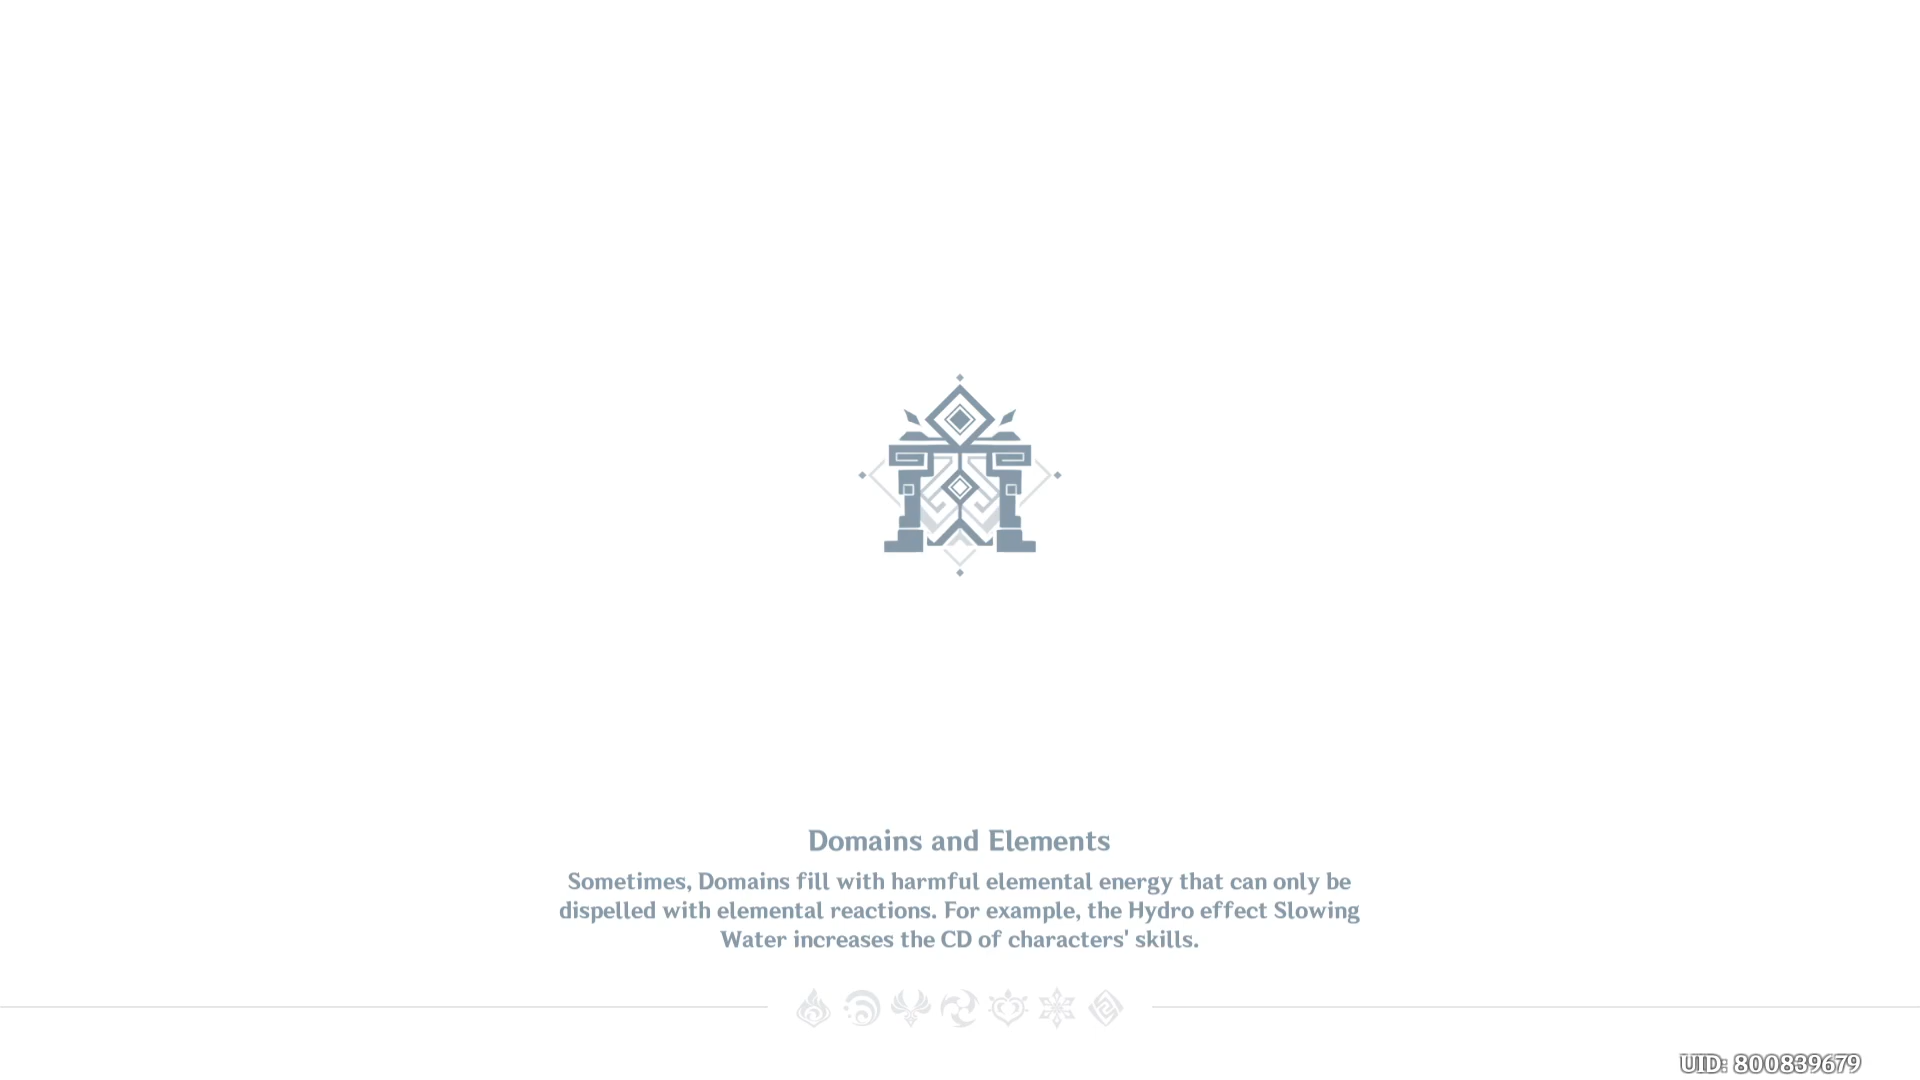 Domains and Elements
Sometimes, Domains fill with harmful elemental energy that can only be
dispelled with elemental reactions. For example, the Hydro effect Slowing
Water increases the CD of characters' skills.
UID: 800839679